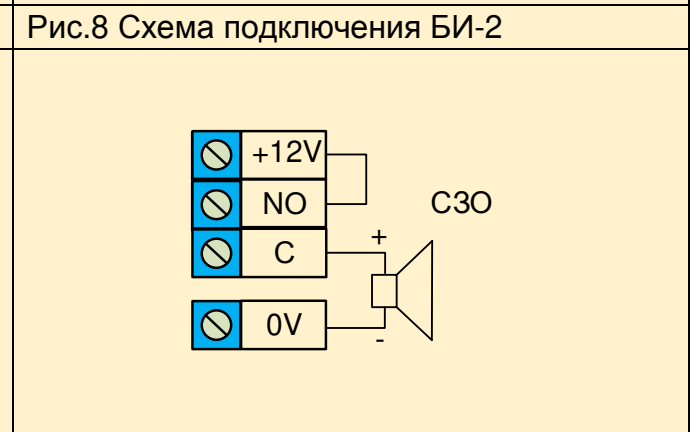 Рис.8 Схема подключения БИ-2
+12V
NO
СЗО
+
C
0V
-